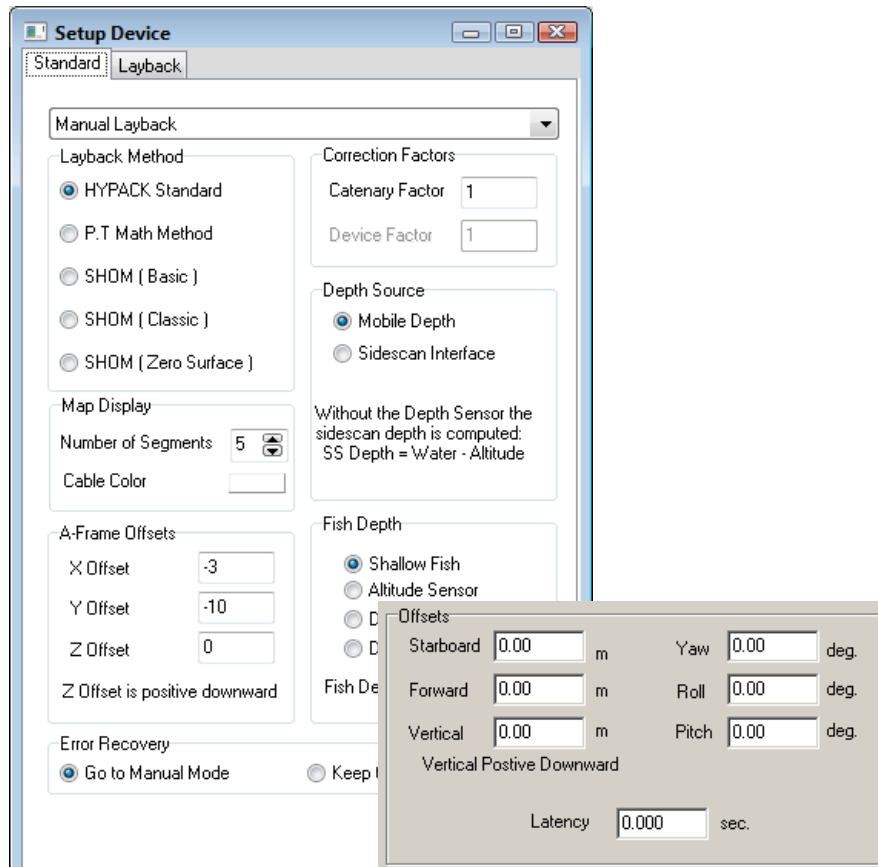 Setup Device
Standard Layback
Manual Layback
Layback Method
HYPACK Standard
P.T Math Method
SHOM ( Basic )
SHOM ( Classic )
SHOM ( Zero Surface )
Correction Factors
Catenary Factor 1
Device Factor 1
Depth Source
Mobile Depth
Sidescan Interface
Without the Depth Sensor the
sidescan depth is computed:
SS Depth = Water - Altitude
Map Display
Number of Segments 5
Cable Color
A-Frame Offsets
X Offset -3
Y Offset -10
Z Offset 0
Z Offset is positive downward
Fish Depth
Shallow Fish
Altitude Sensor
D
D
Fish De
Error Recovery
Go to Manual Mode
Keep
Offsets
Starboard 0.00 m Yaw 0.00 deg.
Forward 0.00 m Roll 0.00 deg.
Vertical 0.00 m Pitch 0.00 deg.
Vertical Postive Downward
Latency 0.000 sec.